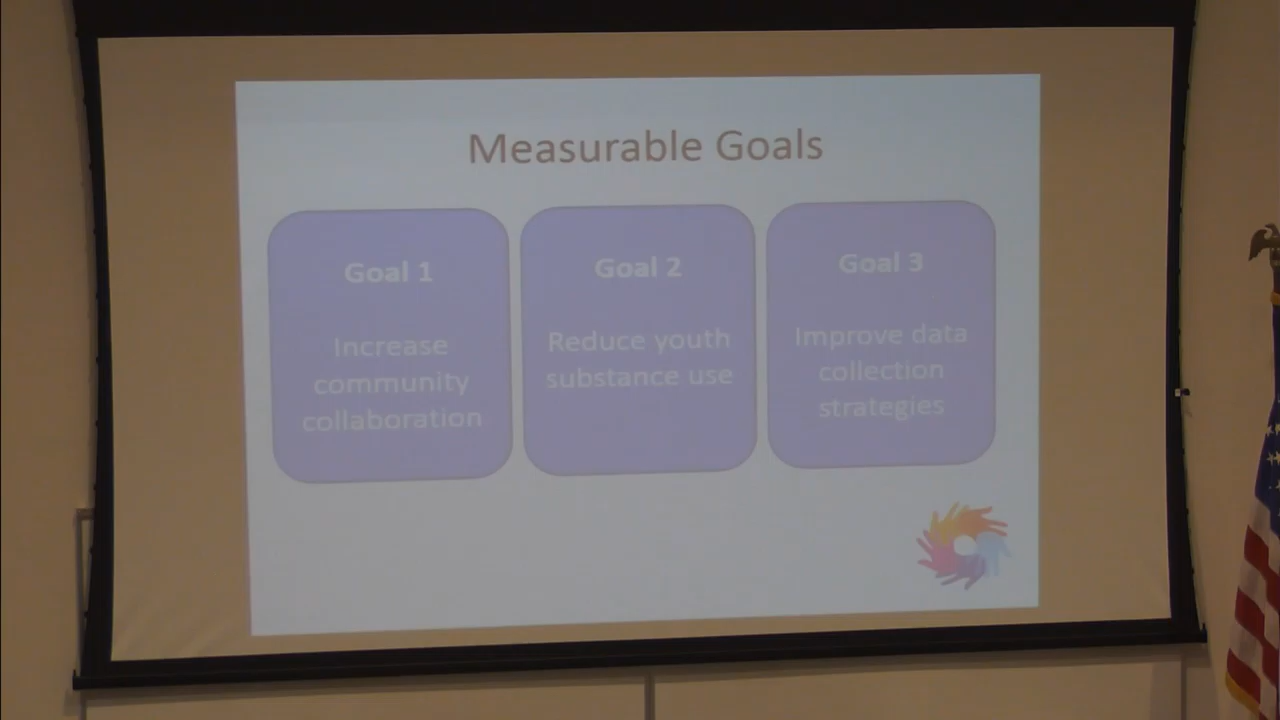 Measurable Goals
Goal 1
Increase
community
collaboration
Goal 2
Reduce youth
substance use
Goal 3
Improve data
collection
strategies